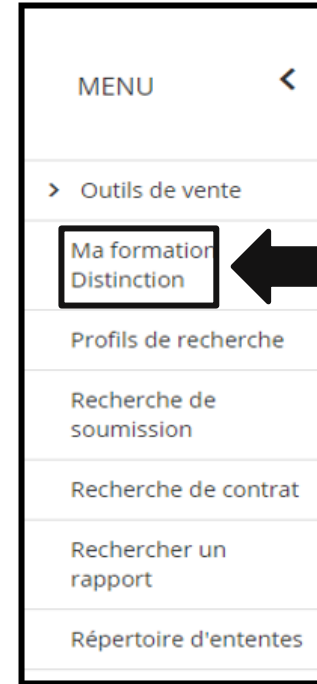 MENU
Outils de vente
Ma formation
Distinction
Profils de recherche
Recherche de
soumission
Recherche de contrat
Rechercher un
rapport
Répertoire d'ententes